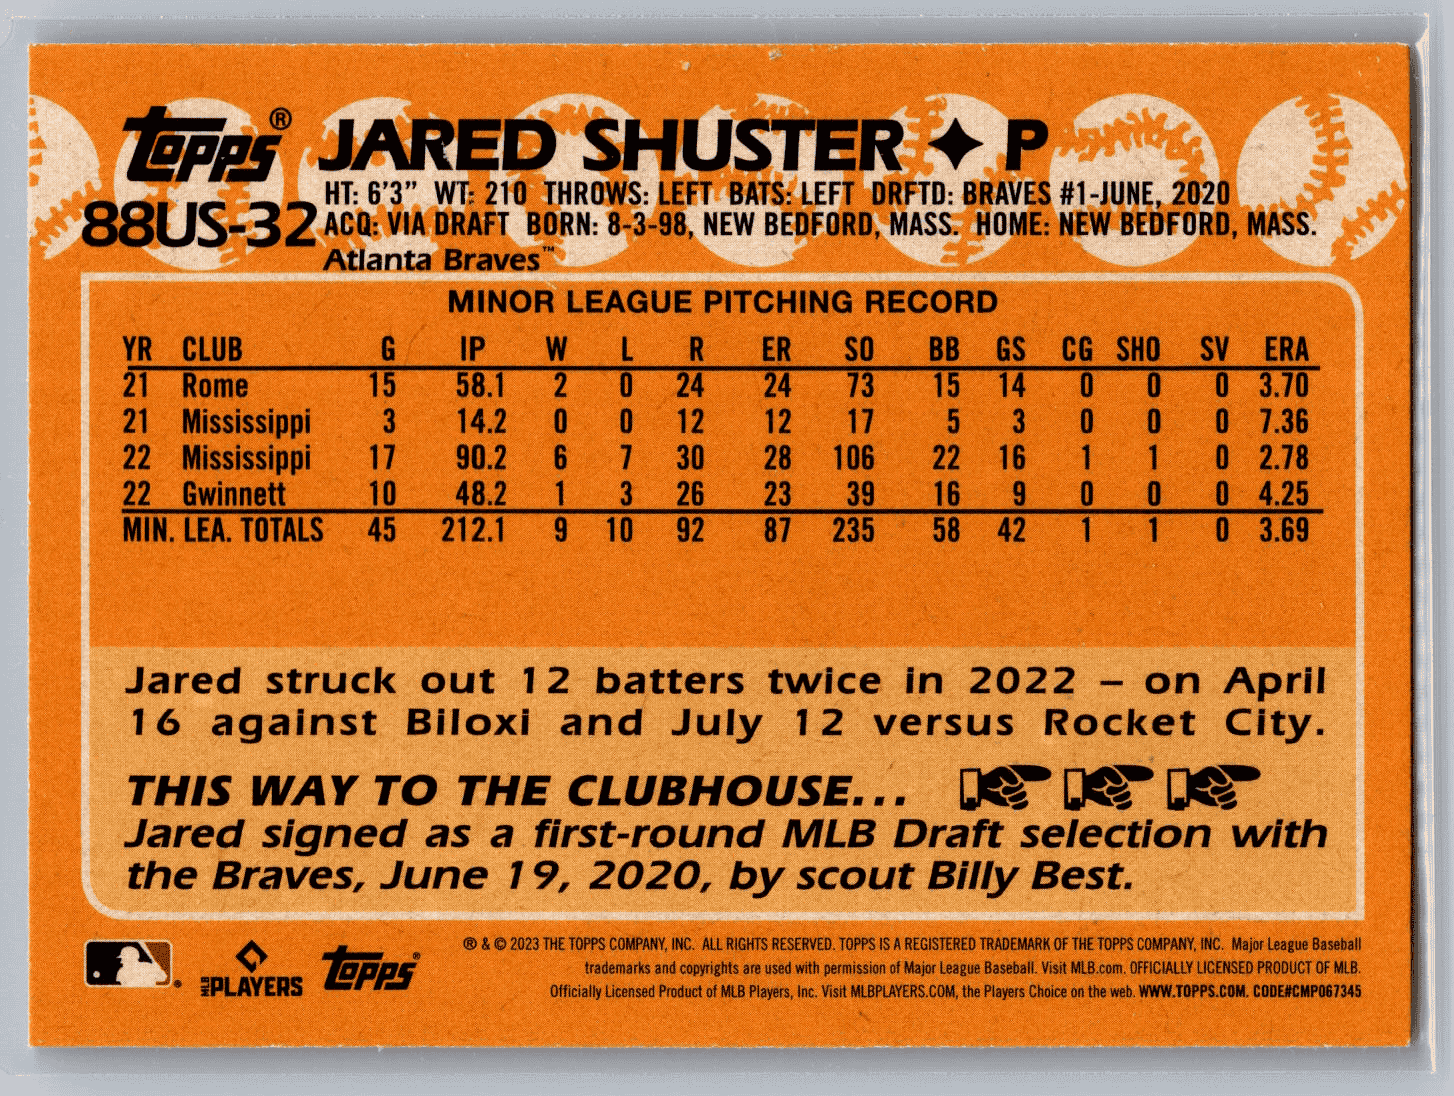 Topps® JARED SHUSTER ✦ P
88US-32
HT: 6'3" WT: 210 THROWS: LEFT BATS: LEFT DRFTD: BRAVES #1-JUNE, 2020
ACQ: VIA DRAFT BORN: 8-3-98, NEW BEDFORD, MASS. HOME: NEW BEDFORD, MASS.
Atlanta Braves™
MINOR LEAGUE PITCHING RECORD
YR CLUB G IP W L R ER SO BB GS CG SHO SV ERA
21 Rome 15 58.1 2 0 24 24 73 15 14 0 0 0 3.70
21 Mississippi 3 14.2 0 0 12 12 17 5 3 0 0 0 7.36
22 Mississippi 17 90.2 6 7 30 28 106 22 16 1 1 0 2.78
22 Gwinnett 10 48.2 1 3 26 23 39 16 9 0 0 0 4.25
MIN. LEA. TOTALS 45 212.1 9 10 92 87 235 58 42 1 1 0 3.69
Jared struck out 12 batters twice in 2022 – on April
16 against Biloxi and July 12 versus Rocket City.
THIS WAY TO THE CLUBHOUSE...
Jared signed as a first-round MLB Draft selection with
the Braves, June 19, 2020, by scout Billy Best.
MLB PLAYERS
Topps®
® & © 2023 THE TOPPS COMPANY, INC. ALL RIGHTS RESERVED. TOPPS IS A REGISTERED TRADEMARK OF THE TOPPS COMPANY, INC. Major League Baseball
trademarks and copyrights are used with permission of Major League Baseball. Visit MLB.com. OFFICIALLY LICENSED PRODUCT OF MLB.
Officially Licensed Product of MLB Players, Inc. Visit MLBPLAYERS.COM, the Players Choice on the web. WWW.TOPPS.COM. CODE#CMP067345